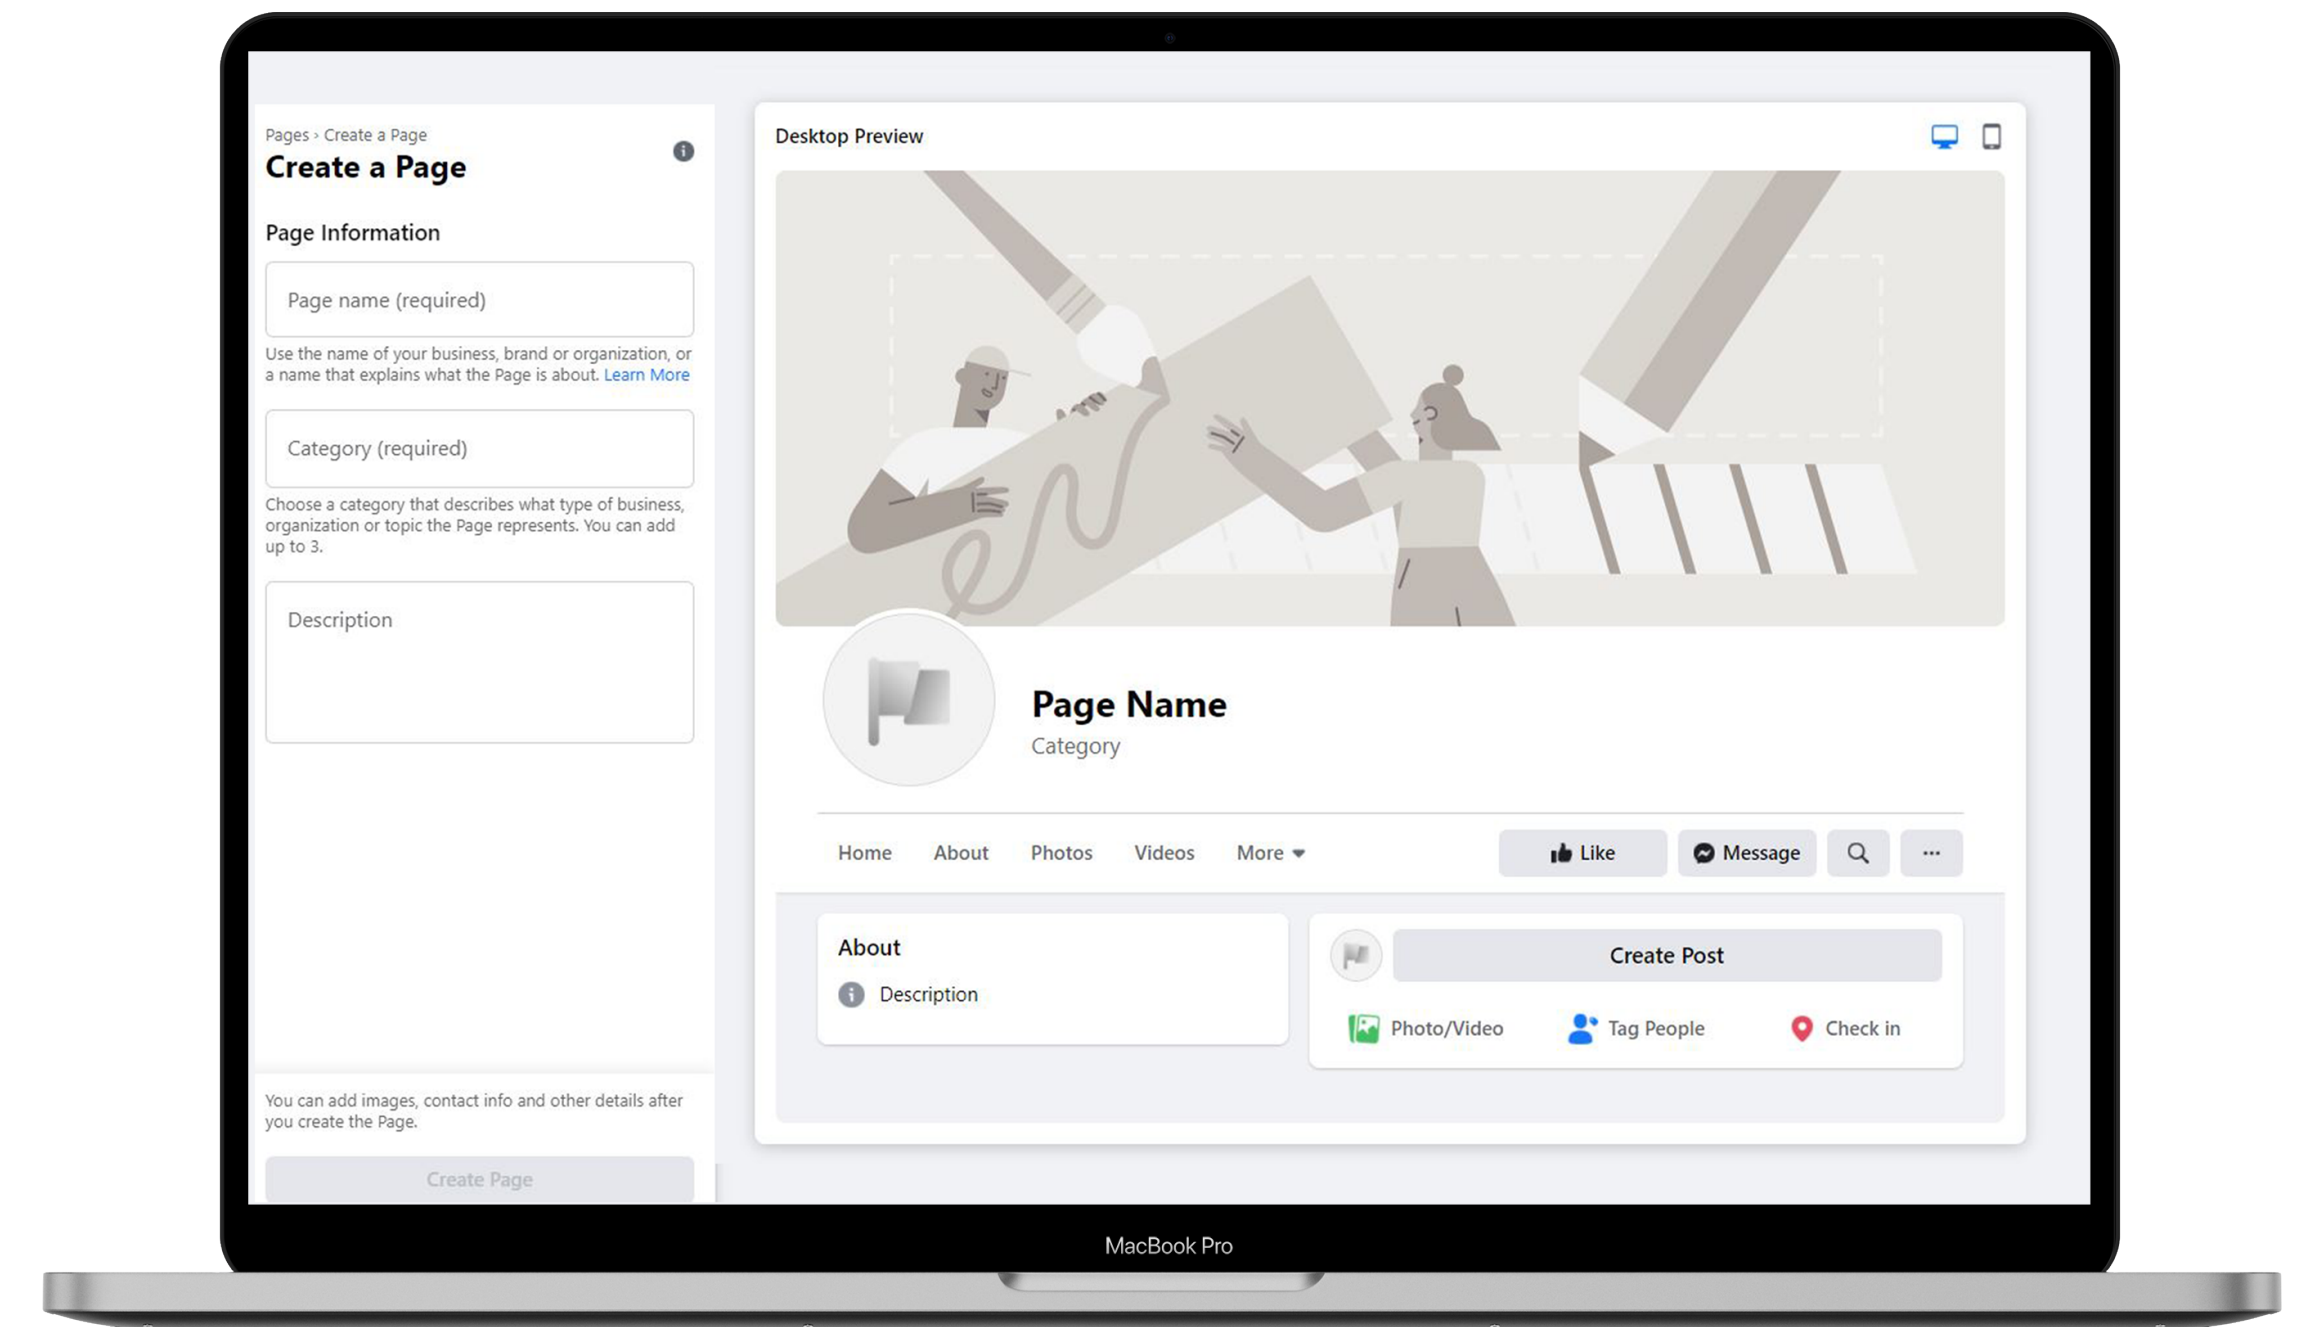 Pages › Create a Page
Create a Page
Page Information
Page name (required)
Use the name of your business, brand or organization, or
a name that explains what the Page is about. Learn More
Category (required)
Choose a category that describes what type of business,
organization or topic the Page represents. You can add
up to 3.
Description
You can add images, contact info and other details after
you create the Page.
Create Page
Desktop Preview
Page Name
Category
Home
About
Photos
Videos
More
Like
Message
About
Description
Create Post
Photo/Video
Tag People
Check in
MacBook Pro